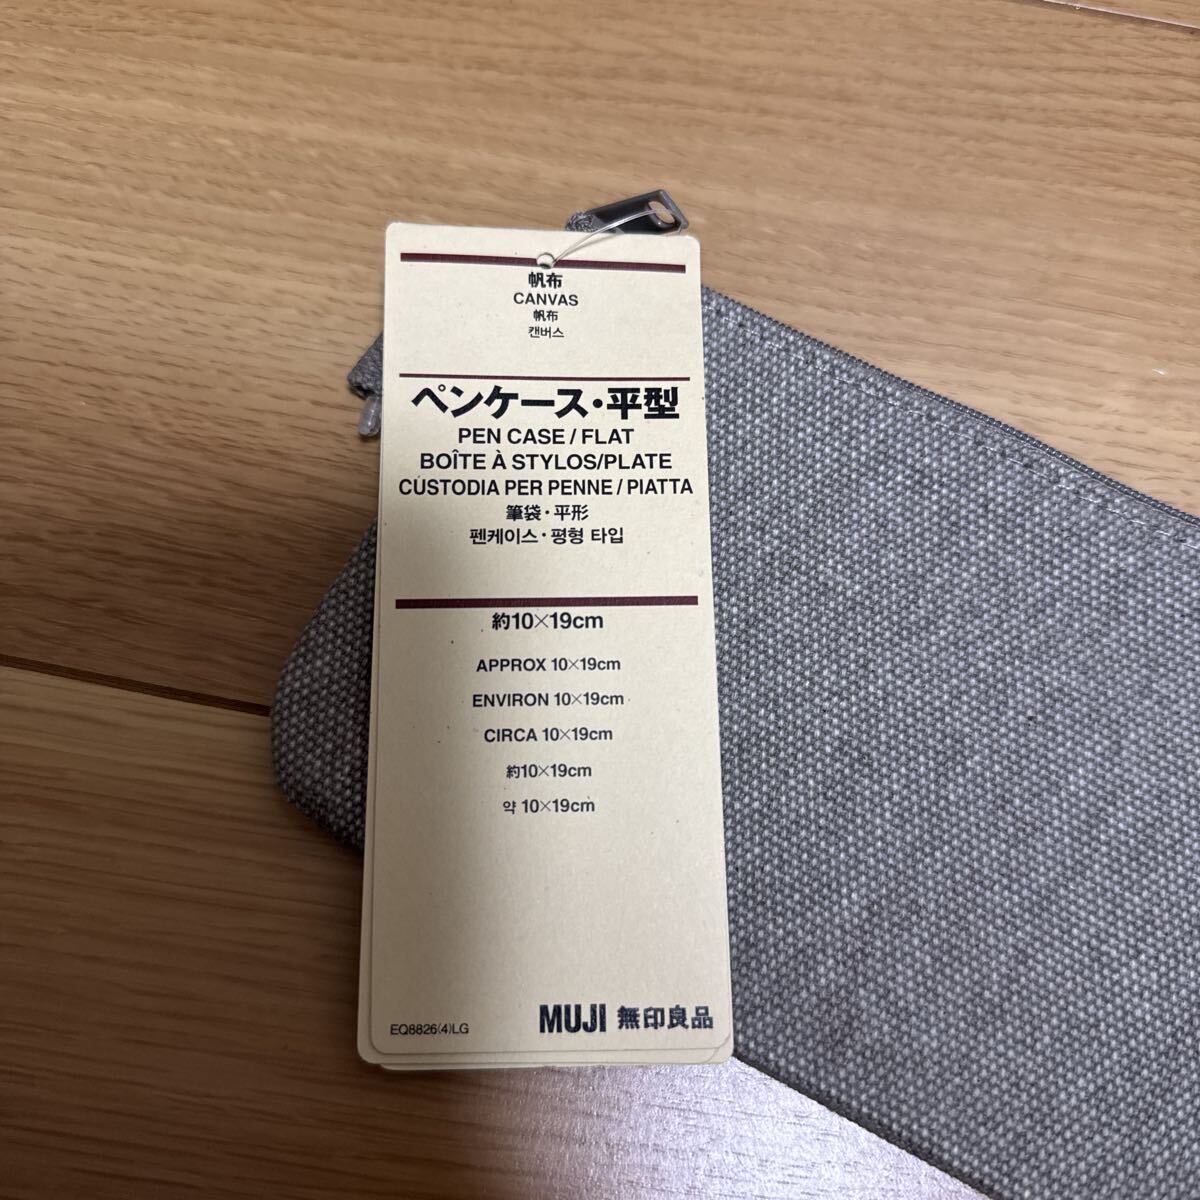 帆布
CANVAS
帆布
캔버스
ペンケース・平型
PEN CASE / FLAT
BOÎTE À STYLOS/PLATE
CUSTODIA PER PENNE / PIATTA
筆袋・平形
펜케이스・평형 타입
約10×19cm
APPROX 10×19cm
ENVIRON 10×19cm
CIRCA 10×19cm
約10×19cm
약 10×19cm
EQ8826(4)LG
MUJI 無印良品